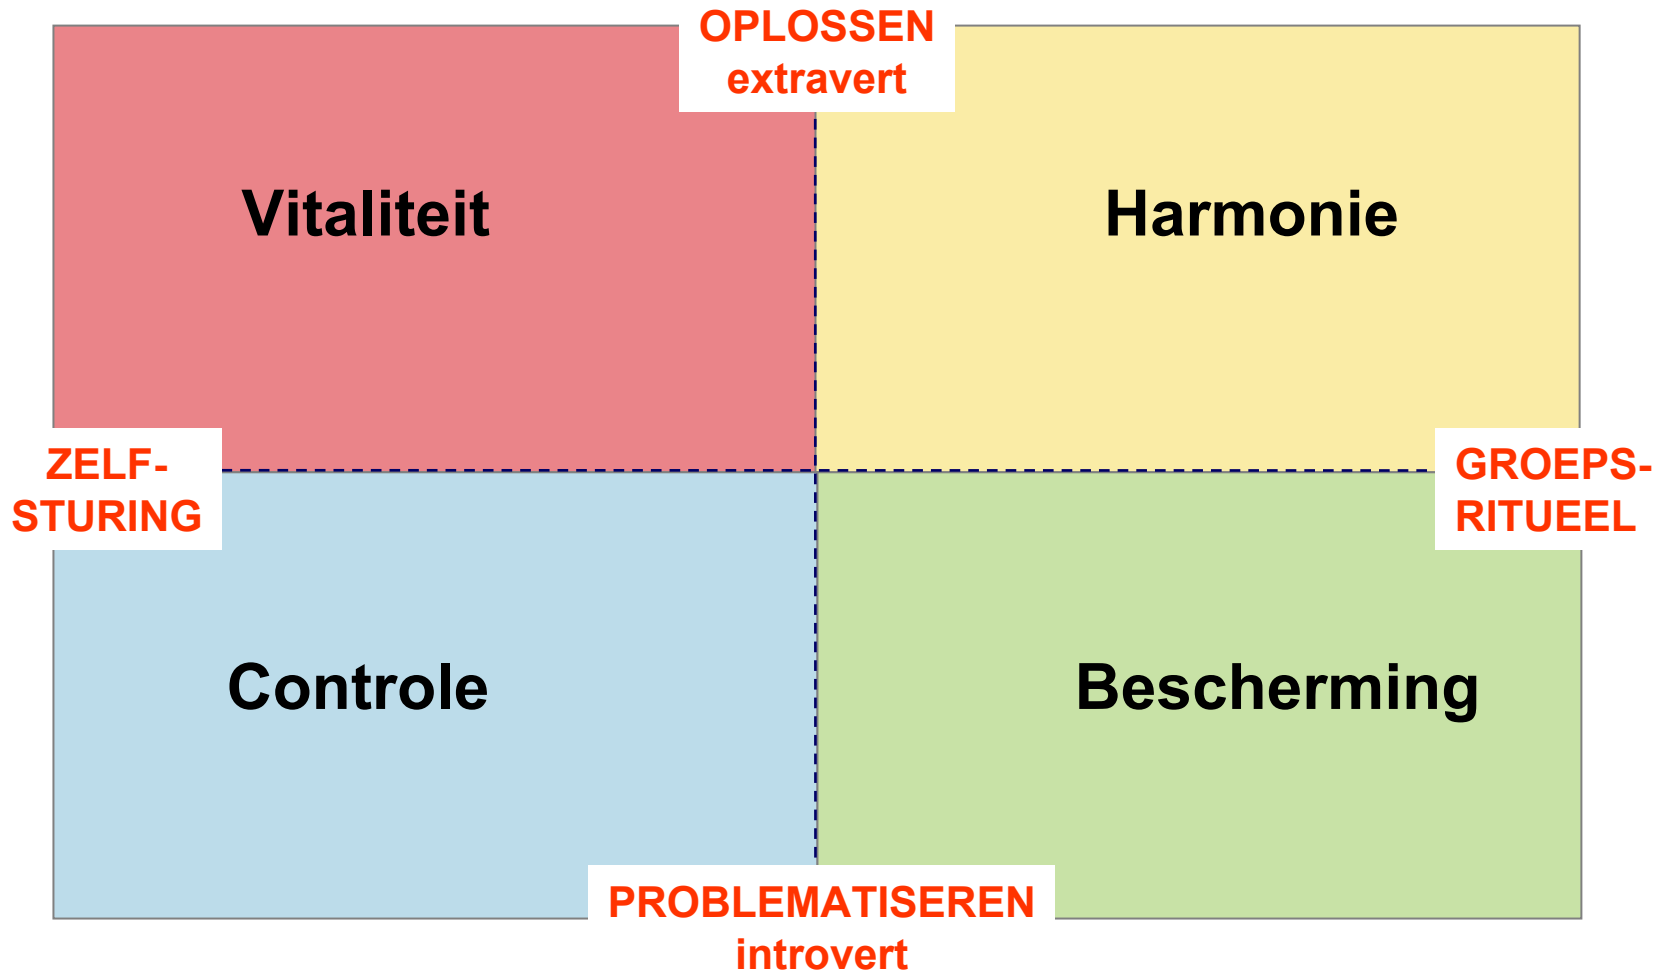 OPLOSSEN
extravert
Vitaliteit
Harmonie
ZELF-
STURING
GROEPS-
RITUEEL
Controle
Bescherming
PROBLEMATISEREN
introvert